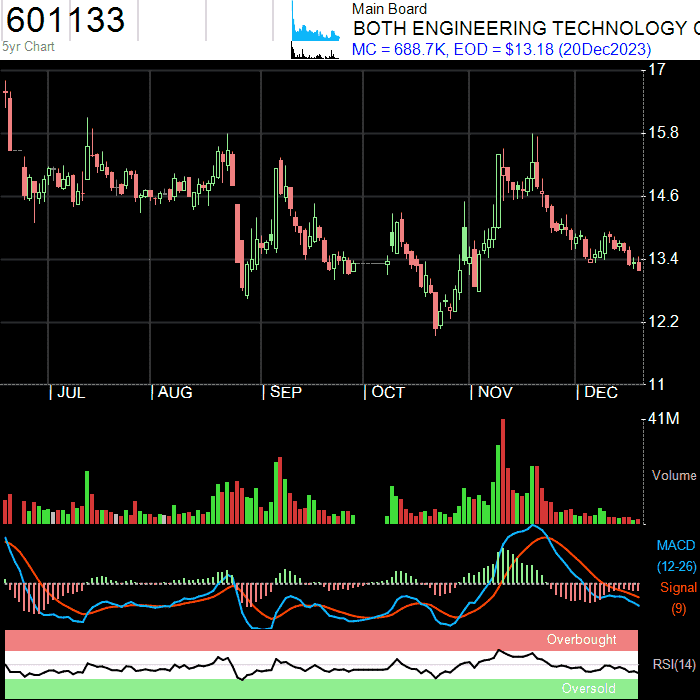 601133
5yr Chart
Main Board
BOTH ENGINEERING TECHNOLOGY
MC = 688.7K, EOD = $13.18 (20Dec2023)
17
15.8
14.6
13.4
12.2
11
| JUL | AUG | SEP | OCT | NOV | DEC
41M
Volume
MACD
(12-26)
Signal
(9)
Overbought
RSI(14)
Oversold